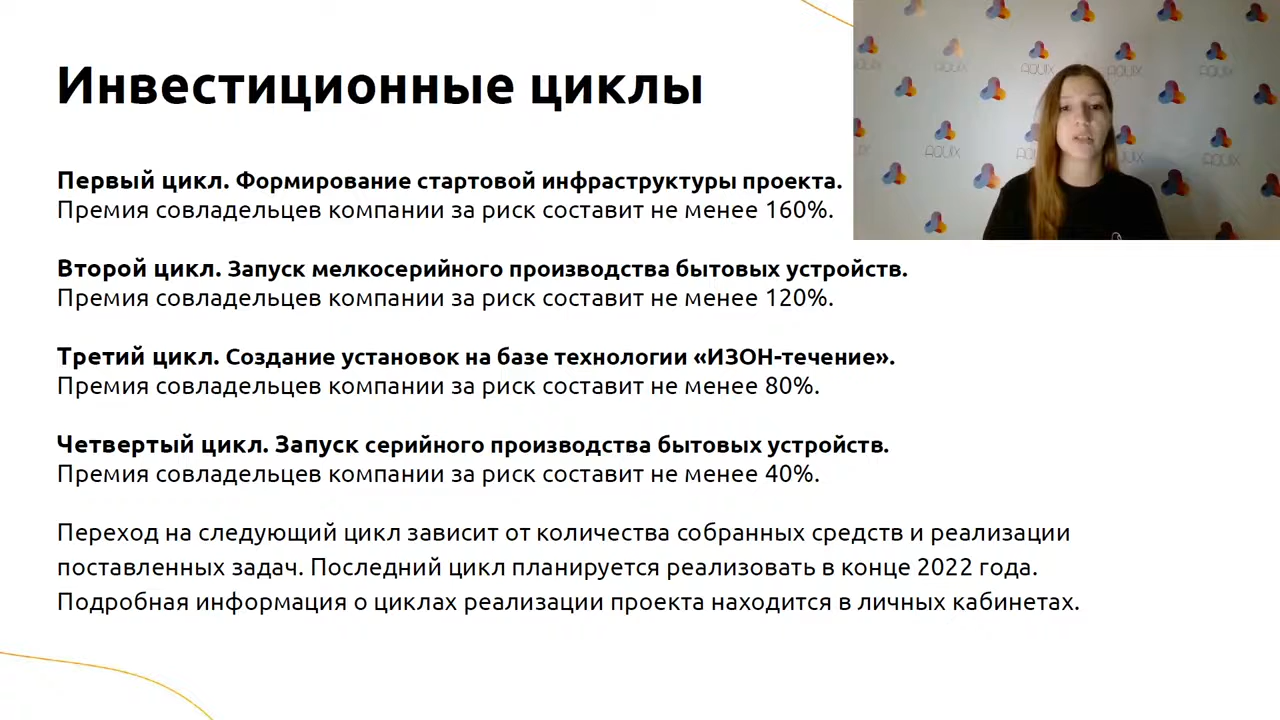 Инвестиционные циклы
AQUIX AQUIX
AQUIX AQUIX
Первый цикл. Формирование стартовой инфраструктуры проекта.
Премия совладельцев компании за риск составит не менее 160%.
Второй цикл. Запуск мелкосерийного производства бытовых устройств.
Премия совладельцев компании за риск составит не менее 120%.
Третий цикл. Создание установок на базе технологии «ИЗОН-течение».
Премия совладельцев компании за риск составит не менее 80%.
Четвертый цикл. Запуск серийного производства бытовых устройств.
Премия совладельцев компании за риск составит не менее 40%.
Переход на следующий цикл зависит от количества собранных средств и реализации
поставленных задач. Последний цикл планируется реализовать в конце 2022 года.
Подробная информация о циклах реализации проекта находится в личных кабинетах.